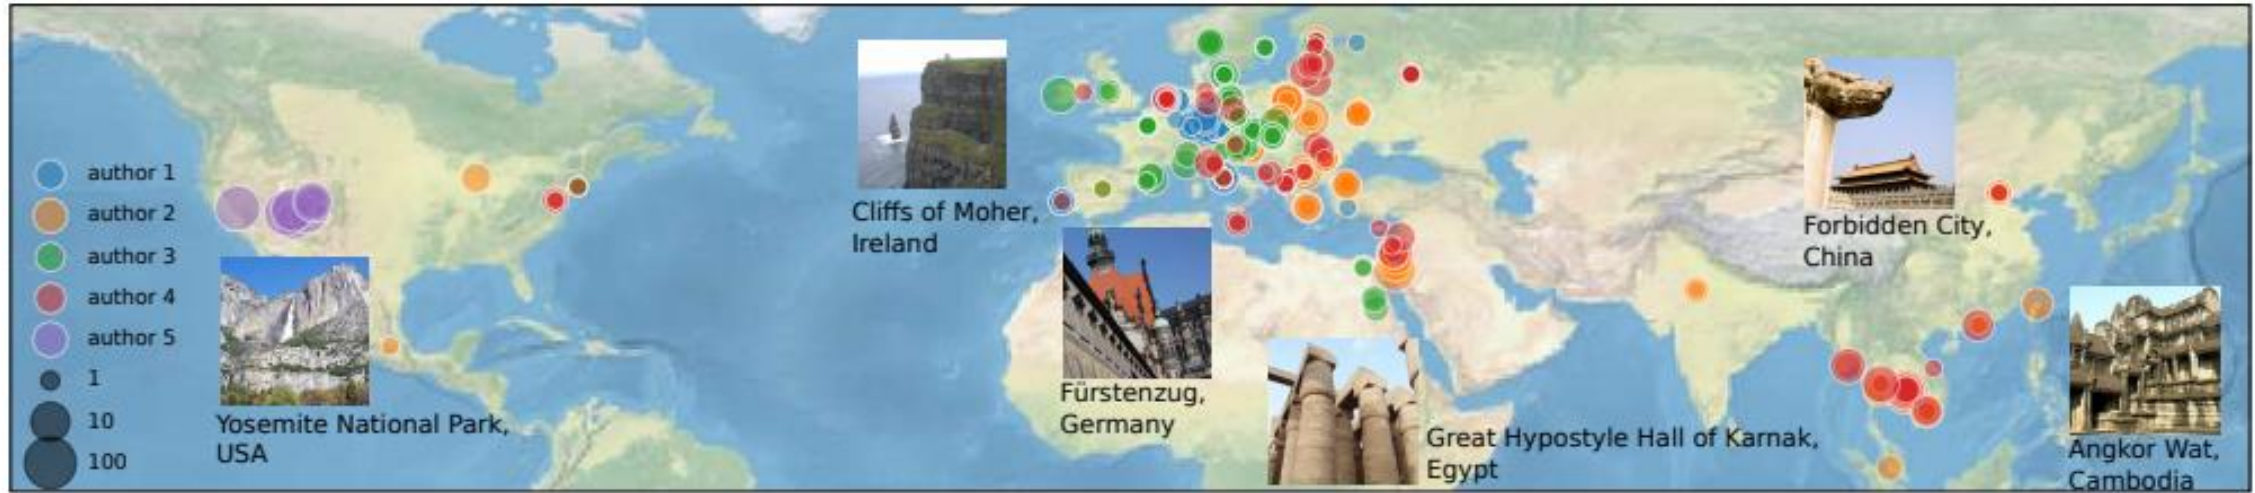 author 1
author 2
author 3
author 4
author 5
1
10
100
Yosemite National Park,
USA
Cliffs of Moher,
Ireland
Fürstenzug,
Germany
Great Hypostyle Hall of Karnak,
Egypt
Forbidden City,
China
Angkor Wat,
Cambodia